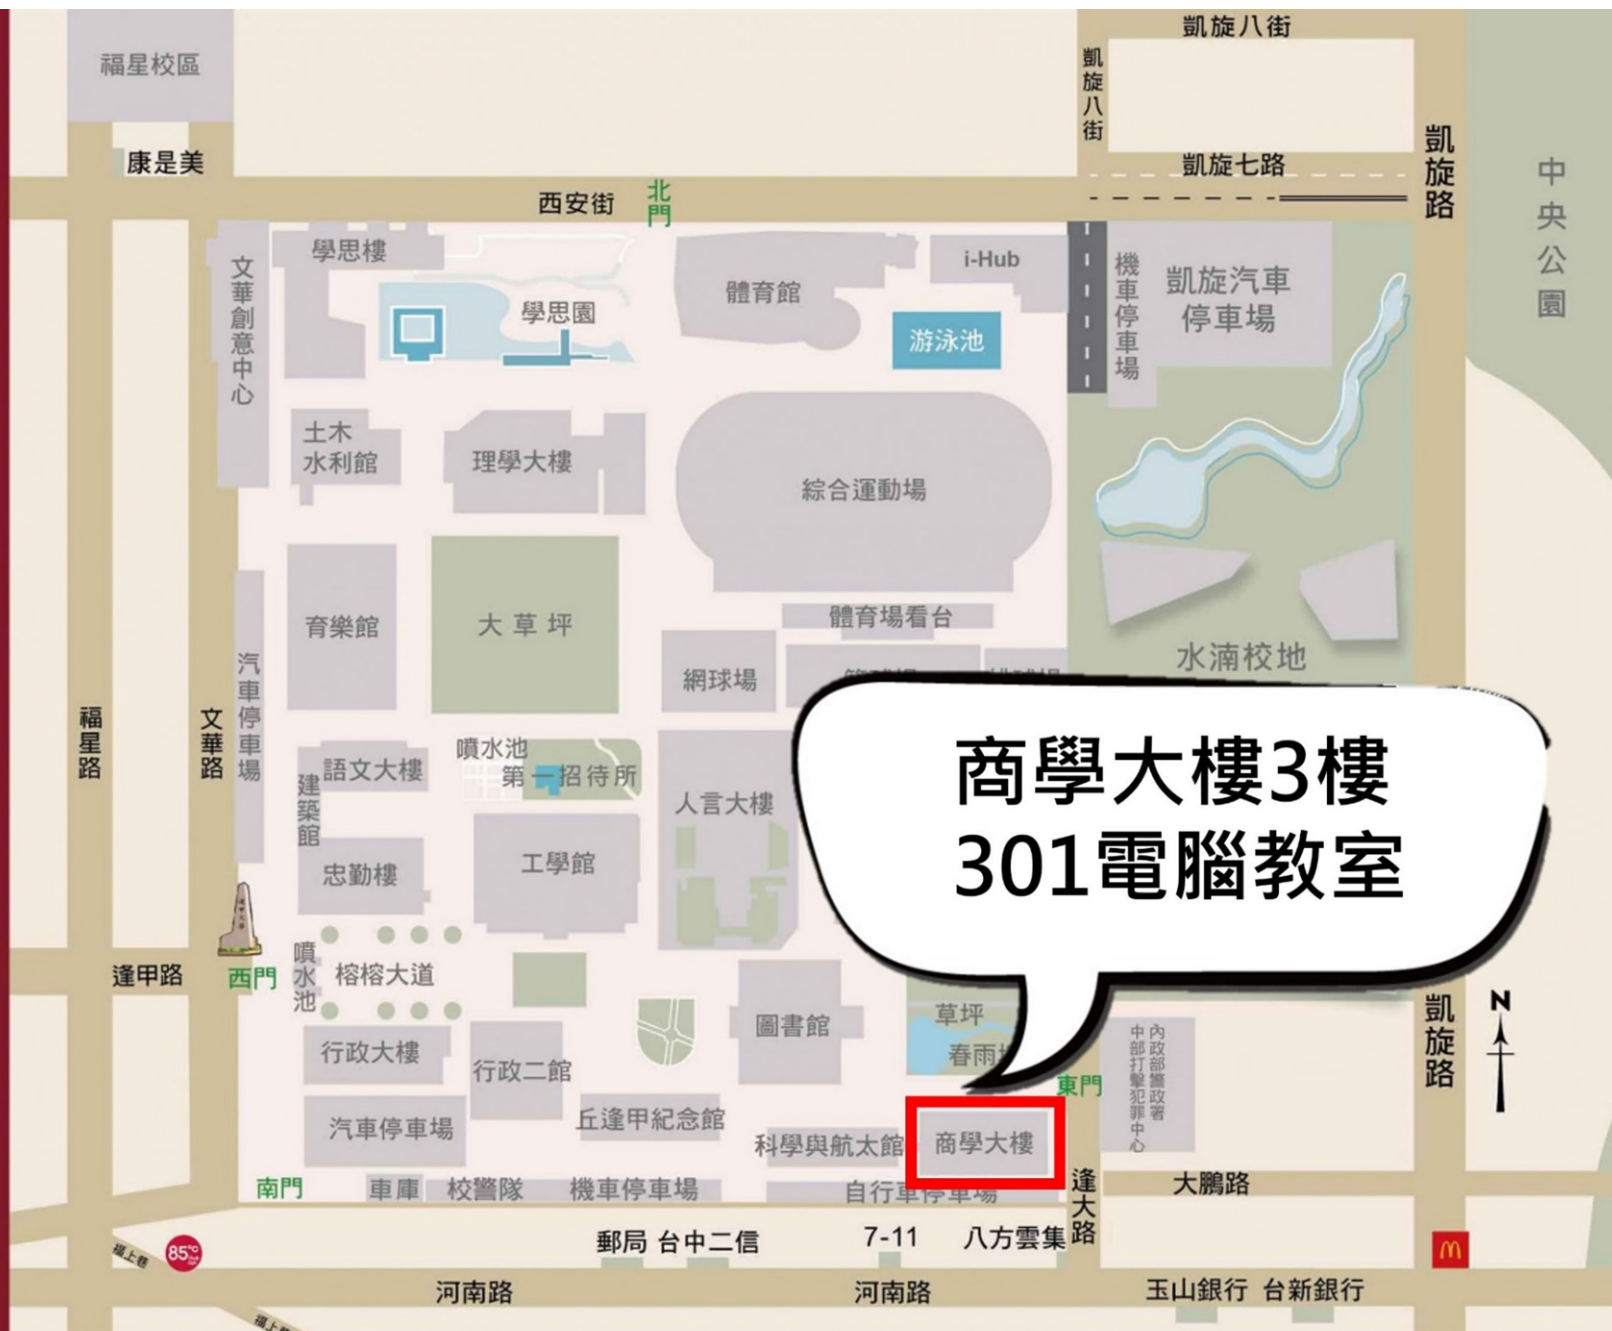 福星校區
凱旋八街
凱旋八街
康是美
凱旋七路
凱旋路
中央公園
西安街
北門
學思樓
文華創意中心
學思園
體育館
i-Hub
游泳池
機車停車場
凱旋汽車
停車場
土木
水利館
理學大樓
綜合運動場
育樂館
大草坪
體育場看台
網球場
水湳校地
汽車停車場
福星路
文華路
噴水池
第一招待所
語文大樓
建築館
人言大樓
商學大樓3樓
301電腦教室
工學館
忠勤樓
逢甲路
西門
噴水池
榕榕大道
圖書館
草坪
春雨
行政大樓
行政二館
東門
內政部警政署
中部打擊犯罪中心
凱旋路
N
汽車停車場
丘逢甲紀念館
科學與航太館
商學大樓
南門
車庫
校警隊
機車停車場
自行車停車場
逢大路
大鵬路
福上巷
85°C
郵局 台中二信
7-11
八方雲集
河南路
河南路
玉山銀行 台新銀行
福上